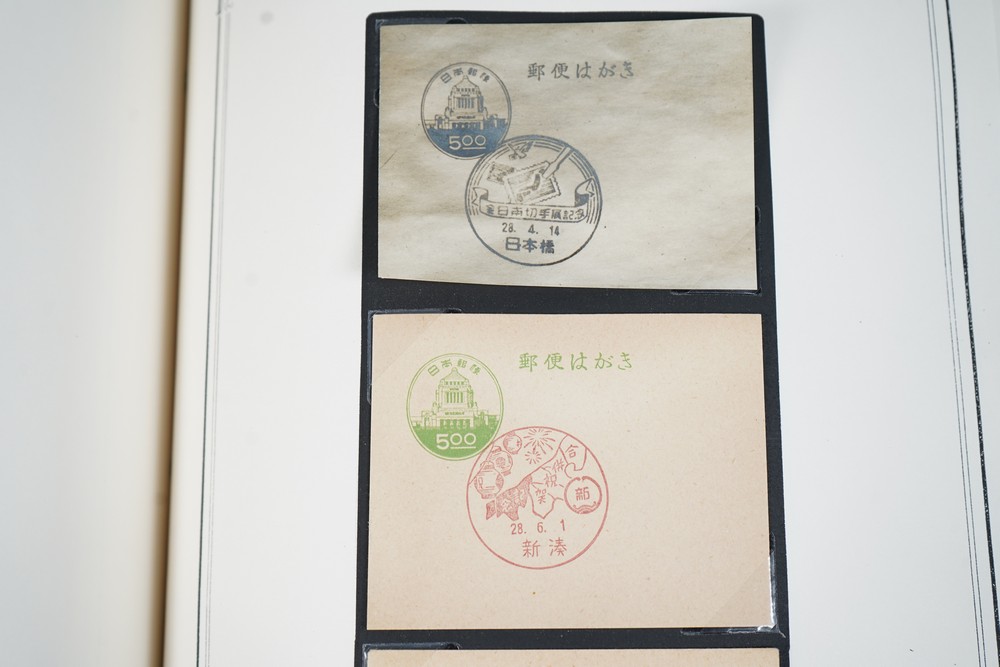 日本郵便
5.00
郵便はがき
全日本切手展記念
28. 4. 14
日本橋
日本郵便
5.00
郵便はがき
合併祝賀
新
28. 6. 1
新湊